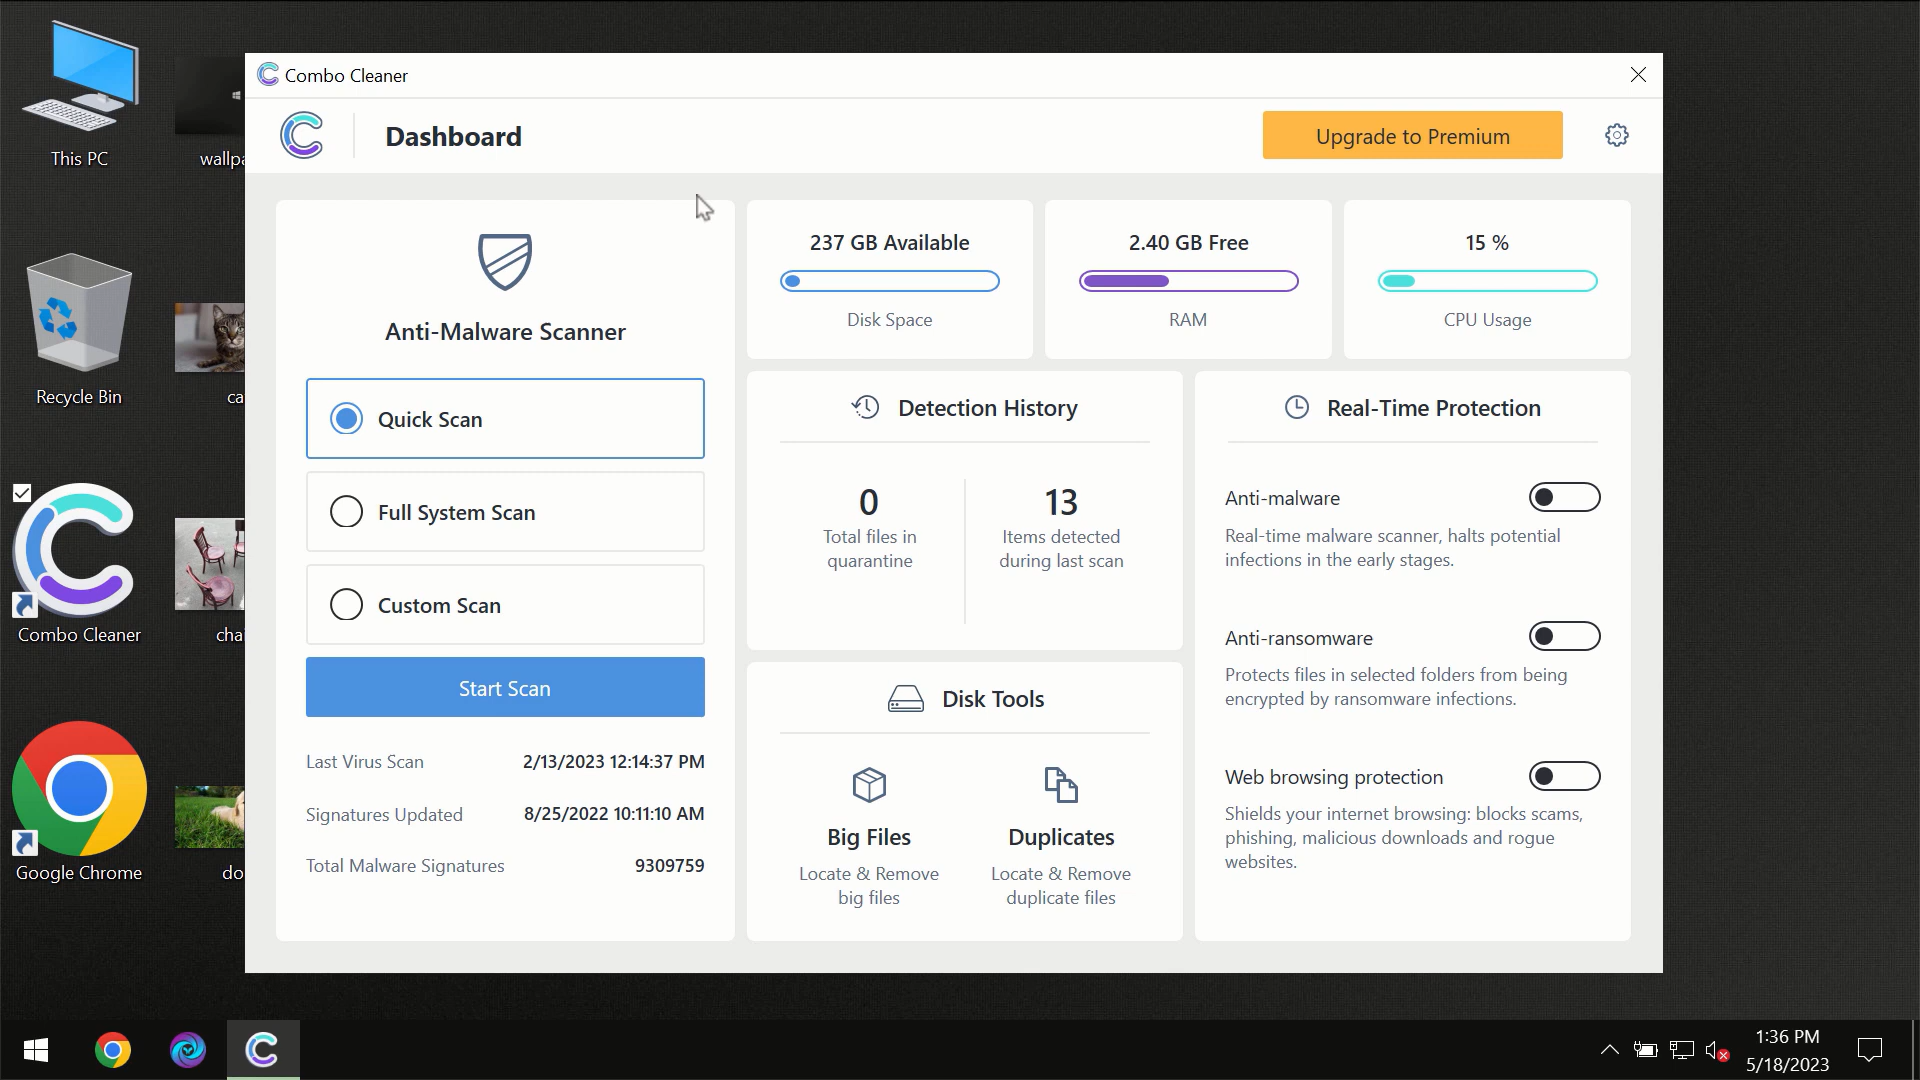 This PC
wallpa
Recycle Bin
ca
Combo Cleaner
cha
Google Chrome
do
Combo Cleaner
Dashboard
Upgrade to Premium
Anti-Malware Scanner
Quick Scan
Full System Scan
Custom Scan
Start Scan
Last Virus Scan 2/13/2023 12:14:37 PM
Signatures Updated 8/25/2022 10:11:10 AM
Total Malware Signatures 9309759
237 GB Available
Disk Space
2.40 GB Free
RAM
15 %
CPU Usage
Detection History
0
Total files in
quarantine
13
Items detected
during last scan
Disk Tools
Big Files
Locate & Remove
big files
Duplicates
Locate & Remove
duplicate files
Real-Time Protection
Anti-malware
Real-time malware scanner, halts potential
infections in the early stages.
Anti-ransomware
Protects files in selected folders from being
encrypted by ransomware infections.
Web browsing protection
Shields your internet browsing: blocks scams,
phishing, malicious downloads and rogue
websites.
1:36 PM
5/18/2023